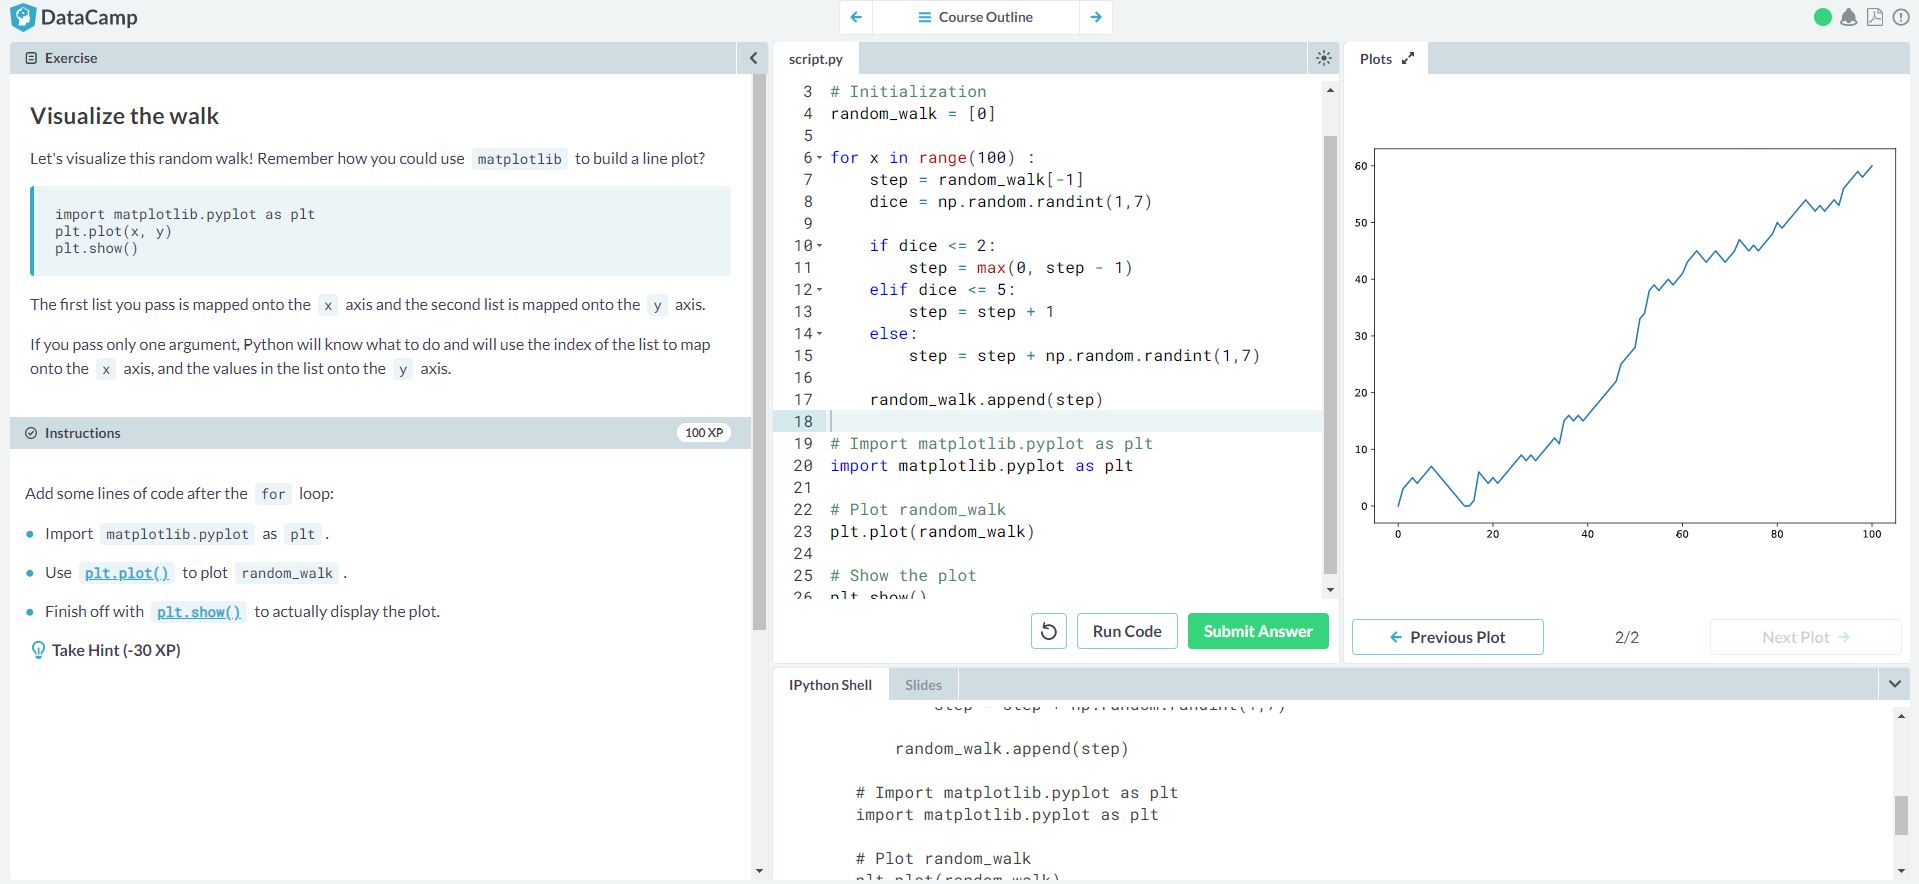 DataCamp
Course Outline
Exercise
Visualize the walk
Let's visualize this random walk! Remember how you could use matplotlib to build a line plot?
import matplotlib.pyplot as plt
plt.plot(x, y)
plt.show()
The first list you pass is mapped onto the x axis and the second list is mapped onto the y axis.
If you pass only one argument, Python will know what to do and will use the index of the list to map
onto the x axis, and the values in the list onto the y axis.
Instructions
100 XP
Add some lines of code after the for loop:
Import matplotlib.pyplot as plt .
Use plt.plot() to plot random_walk .
Finish off with plt.show() to actually display the plot.
Take Hint (-30 XP)
script.py
3 # Initialization
4 random_walk = [0]
5
6 for x in range(100) :
7     step = random_walk[-1]
8     dice = np.random.randint(1,7)
9
10     if dice <= 2:
11         step = max(0, step - 1)
12     elif dice <= 5:
13         step = step + 1
14     else:
15         step = step + np.random.randint(1,7)
16
17     random_walk.append(step)
18
19 # Import matplotlib.pyplot as plt
20 import matplotlib.pyplot as plt
21
22 # Plot random_walk
23 plt.plot(random_walk)
24
25 # Show the plot
26 plt.show()
Run Code
Submit Answer
Plots
60
50
40
30
20
10
0
0 20 40 60 80 100
Previous Plot
2/2
Next Plot
IPython Shell
Slides
step = step + np.random.randint(1,7)
random_walk.append(step)
# Import matplotlib.pyplot as plt
import matplotlib.pyplot as plt
# Plot random_walk
plt.plot(random_walk)